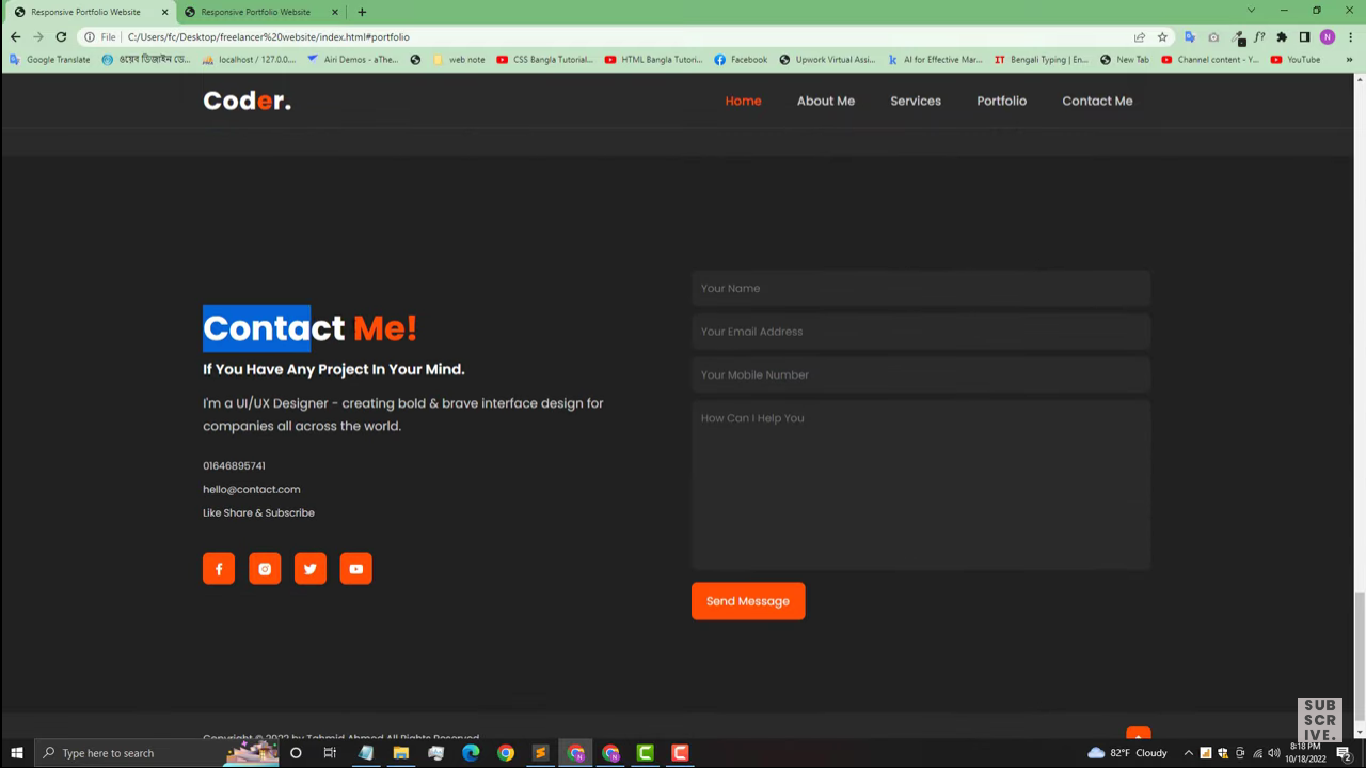 Responsive Portfolio Website
Responsive Portfolio Website
File
C:/Users/fc/Desktop/freelancer%20website/index.html#portfolio
N
Google Translate
ওয়েব ডিজাইন ডে...
localhost / 127.0.0....
Airi Demos - aThe...
web note
CSS Bangla Tutorial...
HTML Bangla Tutori...
Facebook
Upwork Virtual Assi...
AI for Effective Mar...
Bengali Typing | En...
New Tab
Channel content - Y...
YouTube
Coder.
Home
About Me
Services
Portfolio
Contact Me
Contact Me!
If You Have Any Project In Your Mind.
I'm a UI/UX Designer - creating bold & brave interface design for
companies all across the world.
01646895741
hello@contact.com
Like Share & Subscribe
Your Name
Your Email Address
Your Mobile Number
How Can I Help You
Send Message
Copyright © 2022 by Tahmid Ahmed All Rights Reserved
SUB
SCR
IVE.
Type here to search
82°F Cloudy
8:18 PM
10/18/2022
2